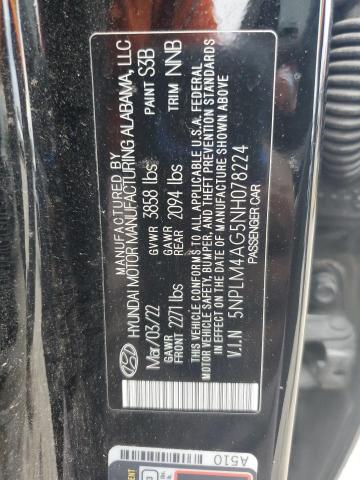 MANUFACTURED BY
HYUNDAI MOTOR MANUFACTURING ALABAMA, LLC
Mar/03/22 GVWR 3858 lbs PAINT S3B
GAWR FRONT 2271 lbs GAWR REAR 2094 lbs TRIM NNB
THIS VEHICLE CONFORMS TO ALL APPLICABLE U.S.A. FEDERAL
MOTOR VEHICLE SAFETY, BUMPER, AND THEFT PREVENTION STANDARDS
IN EFFECT ON THE DATE OF MANUFACTURE SHOWN ABOVE
V.I.N 5NPLM4AG5NH078224
PASSENGER CAR
A510